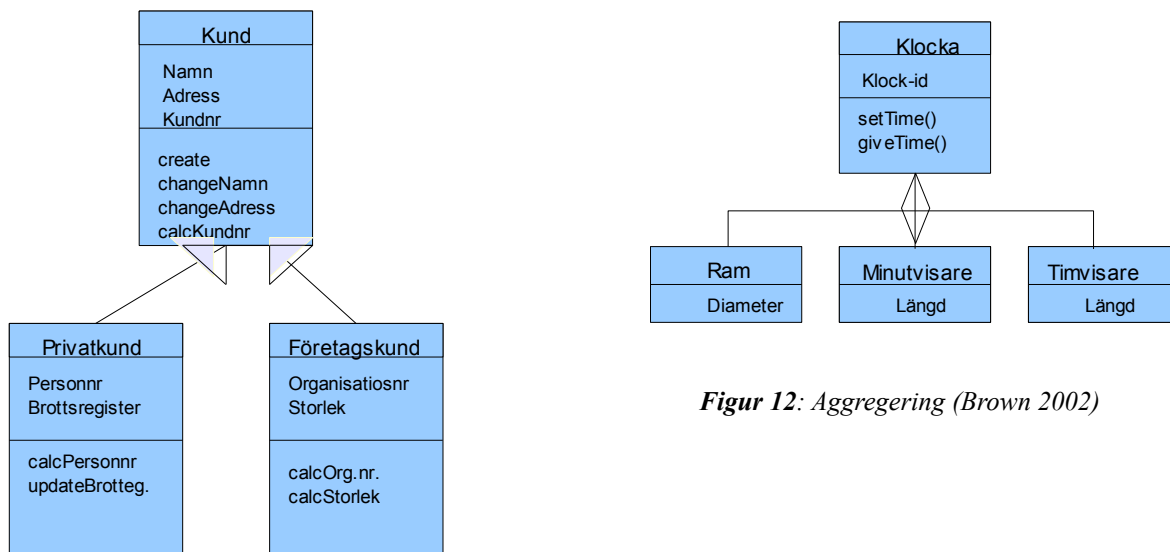 Kund
Namn
Adress
Kundnr
create
changeNamn
changeAdress
calcKundnr
Privatkund
Personnr
Brottsregister
calcPersonnr
updateBrotteg.
Företagskund
Organisatiosnr
Storlek
calcOrg.nr.
calcStorlek
Klocka
Klock-id
setTime()
giveTime()
Ram
Diameter
Minutvisare
Längd
Timvisare
Längd
Figur 12: Aggregering (Brown 2002)